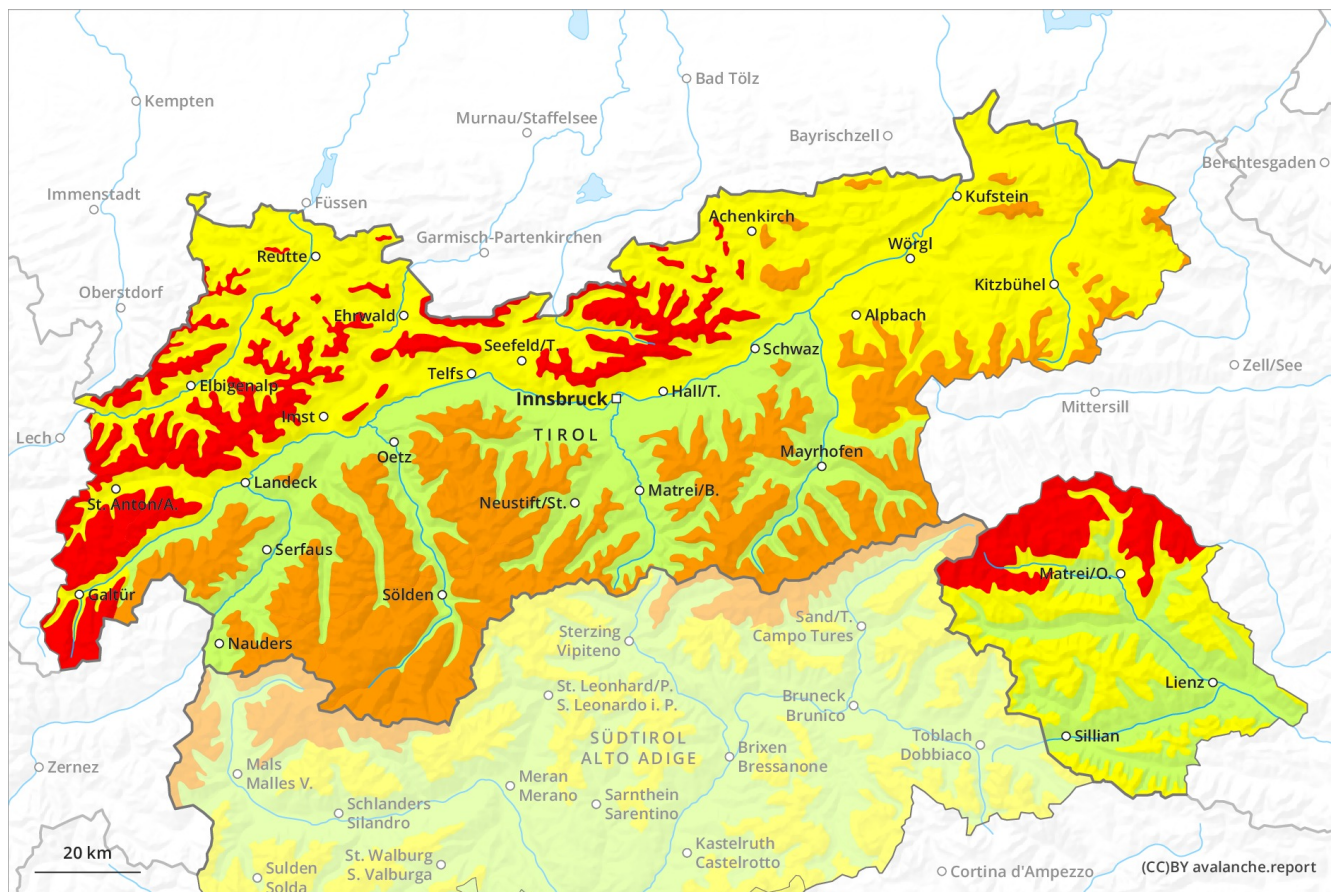 Bad Tölz
Kempten
Murnau/Staffelsee
Bayrischzell
Berchtesgaden
Immenstadt
Füssen
Kufstein
Achenkirch
Garmisch-Partenkirchen
Wörgl
Reutte
Kitzbühel
Oberstdorf
Ehrwald
Alpbach
Seefeld/T.
Schwaz
Zell/See
Telfs
Elbigenalp
Hall/T.
Innsbruck
Mittersill
Imst
Lech
TIROL
Oetz
Mayrhofen
Landeck
Matrei/B.
St. Anton/A.
Neustift/St.
Serfaus
Matrei/O.
Galtür
Sölden
Sand/T.
Campo Tures
Sterzing
Vipiteno
Nauders
Lienz
St. Leonhard/P.
S. Leonardo i. P.
Bruneck
Brunico
Sillian
Toblach
Dobbiaco
SÜDTIROL
ALTO ADIGE
Brixen
Bressanone
Zernez
Mals
Malles V.
Meran
Merano
Sarnthein
Sarentino
Schlanders
Silandro
Kastelruth
Castelrotto
20 km
St. Walburg
S. Valburga
Sulden
Solda
Cortina d'Ampezzo
(CC)BY avalanche.report